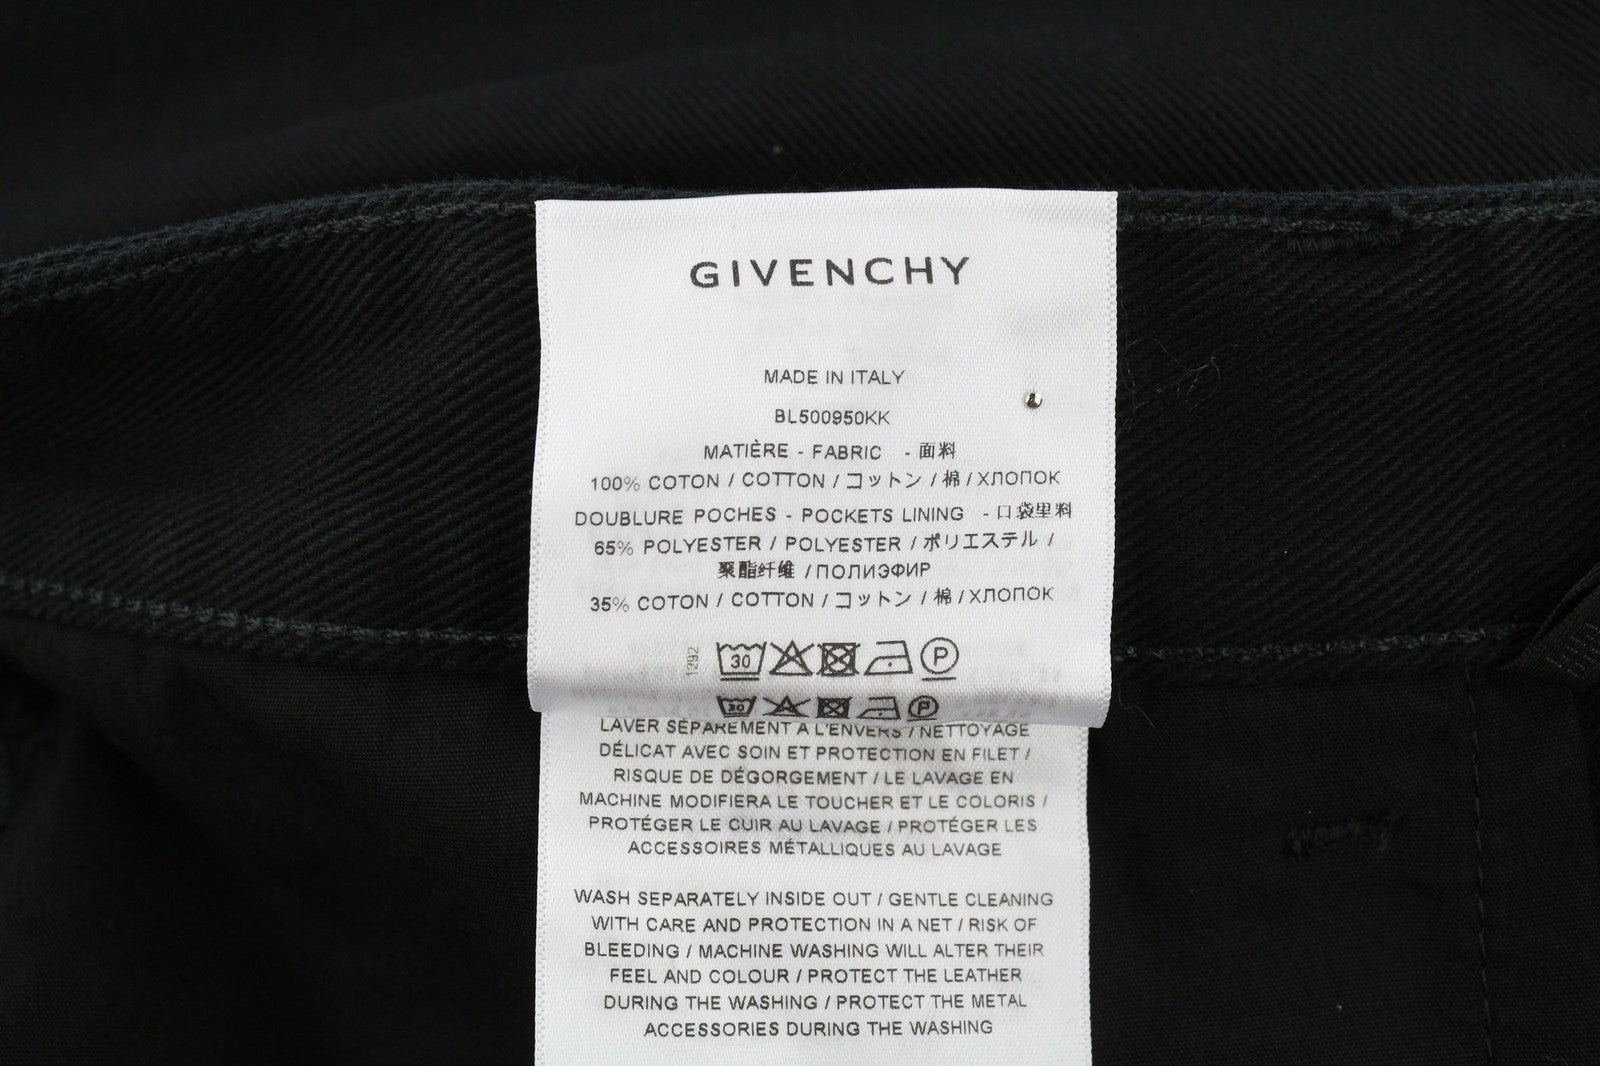 GIVENCHY
MADE IN ITALY
BL500950KK
MATIÈRE - FABRIC - 面料
100% COTON / COTTON / コットン / 棉 / ХЛОПОК
DOUBLURE POCHES - POCKETS LINING - 口袋里料
65% POLYESTER / POLYESTER / ポリエステル /
聚酯纤维 / ПОЛИЭФИР
35% COTON / COTTON / コットン / 棉 / ХЛОПОК
1292
30 P
30 P
LAVER SÉPAREMENT A L'ENVERS / NETTOYAGE
DÉLICAT AVEC SOIN ET PROTECTION EN FILET /
RISQUE DE DÉGORGEMENT / LE LAVAGE EN
MACHINE MODIFIERA LE TOUCHER ET LE COLORIS /
PROTÉGER LE CUIR AU LAVAGE / PROTÉGER LES
ACCESSOIRES MÉTALLIQUES AU LAVAGE
WASH SEPARATELY INSIDE OUT / GENTLE CLEANING
WITH CARE AND PROTECTION IN A NET / RISK OF
BLEEDING / MACHINE WASHING WILL ALTER THEIR
FEEL AND COLOUR / PROTECT THE LEATHER
DURING THE WASHING / PROTECT THE METAL
ACCESSORIES DURING THE WASHING